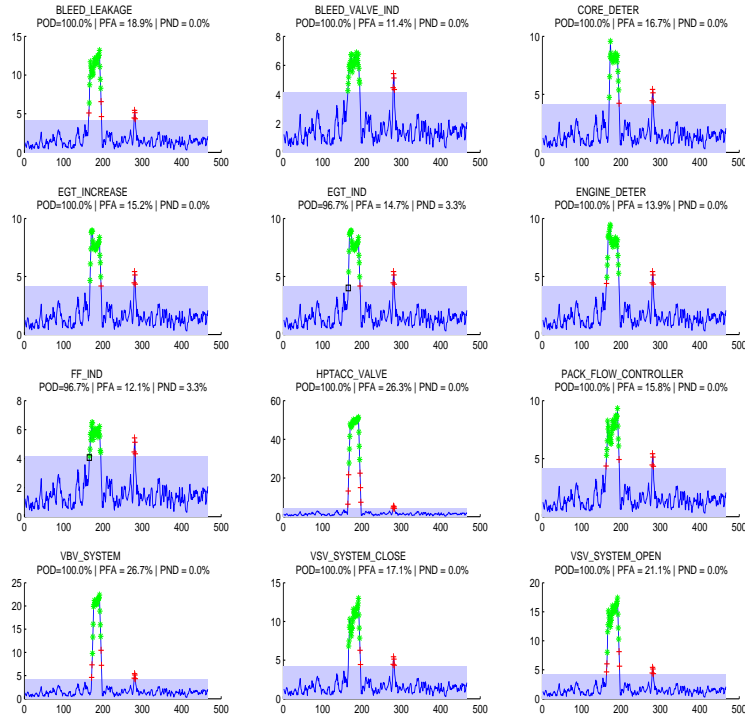 BLEED_LEAKAGE
POD=100.0% | PFA = 18.9% | PND = 0.0%
15
10
5
0
0 100 200 300 400 500
BLEED_VALVE_IND
POD=100.0% | PFA = 11.4% | PND = 0.0%
8
6
4
2
0
0 100 200 300 400 500
CORE_DETER
POD=100.0% | PFA = 16.7% | PND = 0.0%
10
5
0
0 100 200 300 400 500
EGT_INCREASE
POD=100.0% | PFA = 15.2% | PND = 0.0%
10
5
0
0 100 200 300 400 500
EGT_IND
POD=96.7% | PFA = 14.7% | PND = 3.3%
10
5
0
0 100 200 300 400 500
ENGINE_DETER
POD=100.0% | PFA = 13.9% | PND = 0.0%
10
5
0
0 100 200 300 400 500
FF_IND
POD=96.7% | PFA = 12.1% | PND = 3.3%
8
6
4
2
0
0 100 200 300 400 500
HPTACC_VALVE
POD=100.0% | PFA = 26.3% | PND = 0.0%
60
40
20
0
0 100 200 300 400 500
PACK_FLOW_CONTROLLER
POD=100.0% | PFA = 15.8% | PND = 0.0%
10
5
0
0 100 200 300 400 500
VBV_SYSTEM
POD=100.0% | PFA = 26.7% | PND = 0.0%
25
20
15
10
5
0
0 100 200 300 400 500
VSV_SYSTEM_CLOSE
POD=100.0% | PFA = 17.1% | PND = 0.0%
15
10
5
0
0 100 200 300 400 500
VSV_SYSTEM_OPEN
POD=100.0% | PFA = 21.1% | PND = 0.0%
20
15
10
5
0
0 100 200 300 400 500